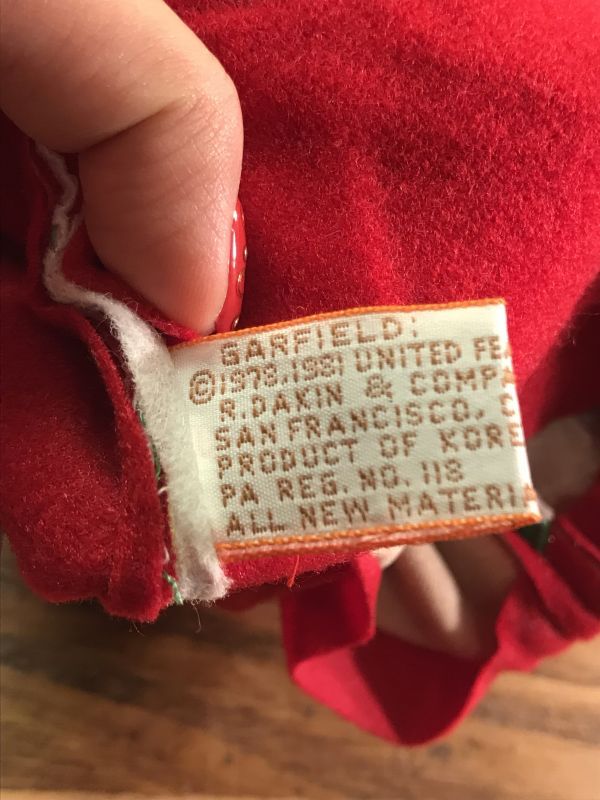 GARFIELD:
©1978.1981 UNITED FEA
R.DAKIN & COMPA
SAN FRANCISCO, C
PRODUCT OF KORE
PA REG. NO. 118
ALL NEW MATERIA